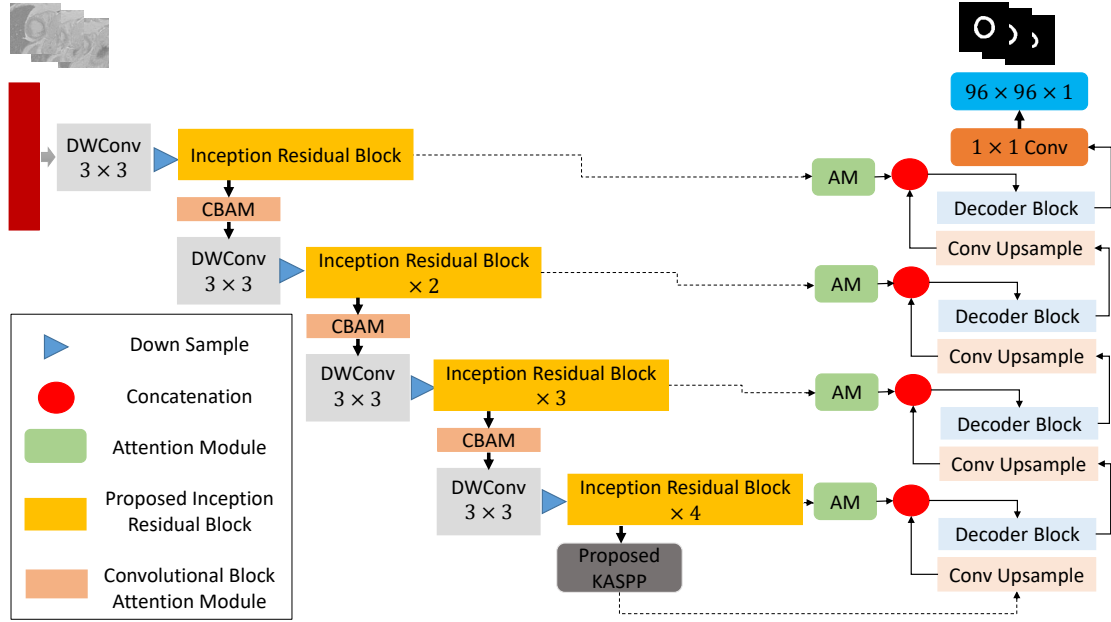 96 × 96 × 1
1 × 1 Conv
DWConv
3 × 3
Inception Residual Block
AM
Decoder Block
CBAM
Conv Upsample
DWConv
3 × 3
Inception Residual Block
× 2
AM
Decoder Block
CBAM
Conv Upsample
DWConv
3 × 3
Inception Residual Block
× 3
AM
Decoder Block
CBAM
Conv Upsample
DWConv
3 × 3
Inception Residual Block
× 4
AM
Decoder Block
Proposed
KASPP
Conv Upsample
Down Sample
Concatenation
Attention Module
Proposed Inception
Residual Block
Convolutional Block
Attention Module